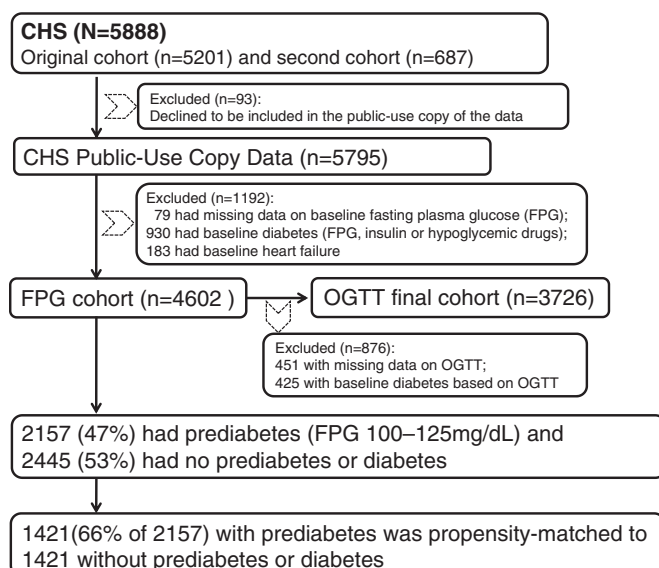 CHS (N=5888)
Original cohort (n=5201) and second cohort (n=687)
Excluded (n=93):
Declined to be included in the public-use copy of the data
CHS Public-Use Copy Data (n=5795)
Excluded (n=1192):
79 had missing data on baseline fasting plasma glucose (FPG);
930 had baseline diabetes (FPG, insulin or hypoglycemic drugs);
183 had baseline heart failure
FPG cohort (n=4602 )
OGTT final cohort (n=3726)
Excluded (n=876):
451 with missing data on OGTT;
425 with baseline diabetes based on OGTT
2157 (47%) had prediabetes (FPG 100–125mg/dL) and
2445 (53%) had no prediabetes or diabetes
1421(66% of 2157) with prediabetes was propensity-matched to
1421 without prediabetes or diabetes